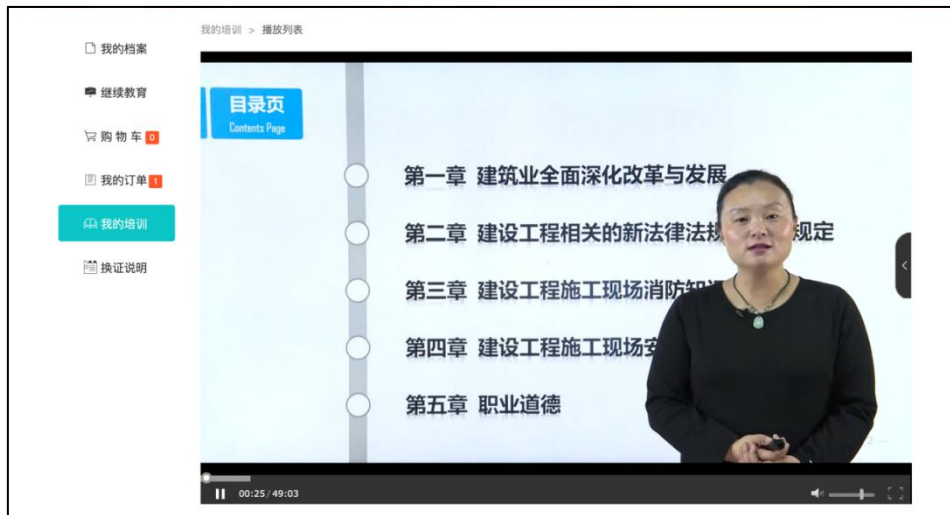 我的培训 > 播放列表
我的档案
继续教育
购物车 0
我的订单 1
我的培训
换证说明
目录页
Contents Page
第一章 建筑业全面深化改革与发展
第二章 建设工程相关的新法律法规 规定
第三章 建设工程施工现场消防知
第四章 建设工程施工现场安
第五章 职业道德
00:25/49:03